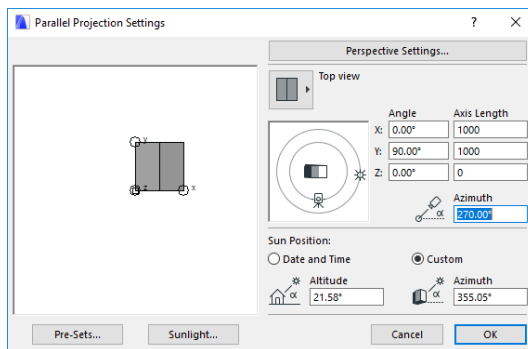 Parallel Projection Settings
?
Perspective Settings...
Top view
Angle Axis Length
X: 0.00° 1000
Y: 90.00° 1000
Z: 0.00° 0
y
z x
Azimuth
α 270.00°
Sun Position:
Date and Time Custom
Altitude Azimuth
α 21.58° α 355.05°
Pre-Sets... Sunlight... Cancel OK